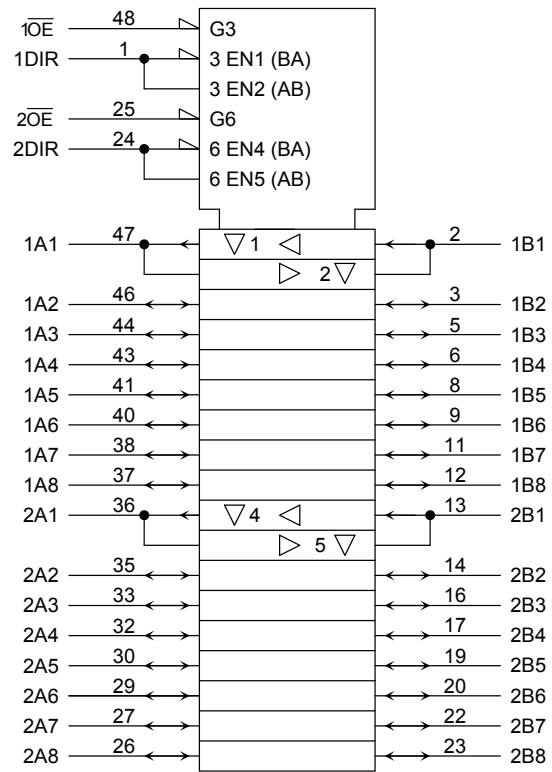 1O̅E̅ 48 G3
1DIR 1 3 EN1 (BA)
3 EN2 (AB)
2O̅E̅ 25 G6
2DIR 24 6 EN4 (BA)
6 EN5 (AB)
1A1 47 1 2 1B1
2
1A2 46 3 1B2
1A3 44 5 1B3
1A4 43 6 1B4
1A5 41 8 1B5
1A6 40 9 1B6
1A7 38 11 1B7
1A8 37 12 1B8
2A1 36 4 13 2B1
5
2A2 35 14 2B2
2A3 33 16 2B3
2A4 32 17 2B4
2A5 30 19 2B5
2A6 29 20 2B6
2A7 27 22 2B7
2A8 26 23 2B8